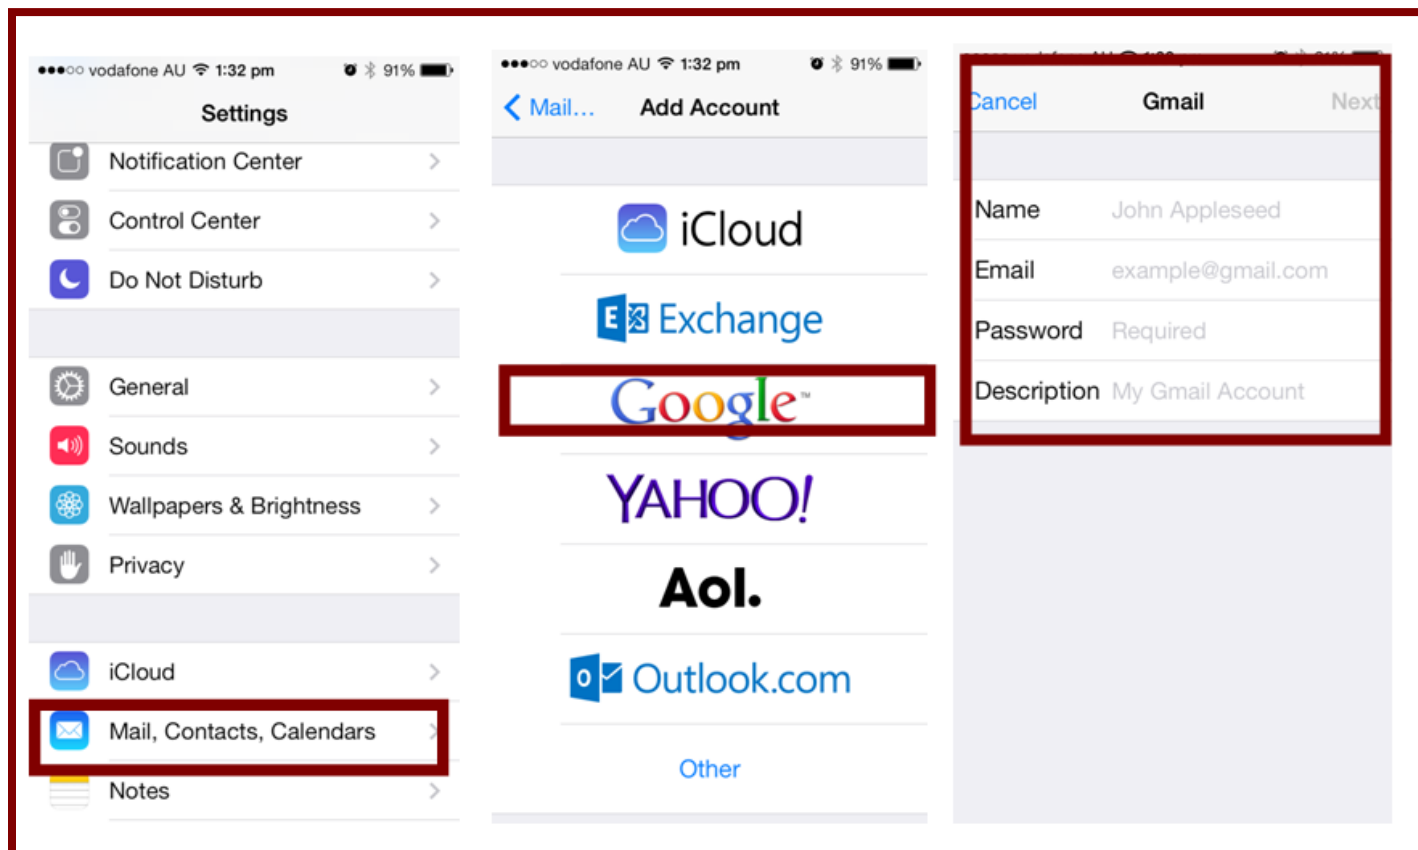 vodafone AU 1:32 pm 91%
Settings
Notification Center
Control Center
Do Not Disturb
General
Sounds
Wallpapers & Brightness
Privacy
iCloud
Mail, Contacts, Calendars
Notes
vodafone AU 1:32 pm 91%
Mail... Add Account
iCloud
E Exchange
Google™
YAHOO!
Aol.
o Outlook.com
Other
Cancel Gmail Next
Name John Appleseed
Email example@gmail.com
Password Required
Description My Gmail Account